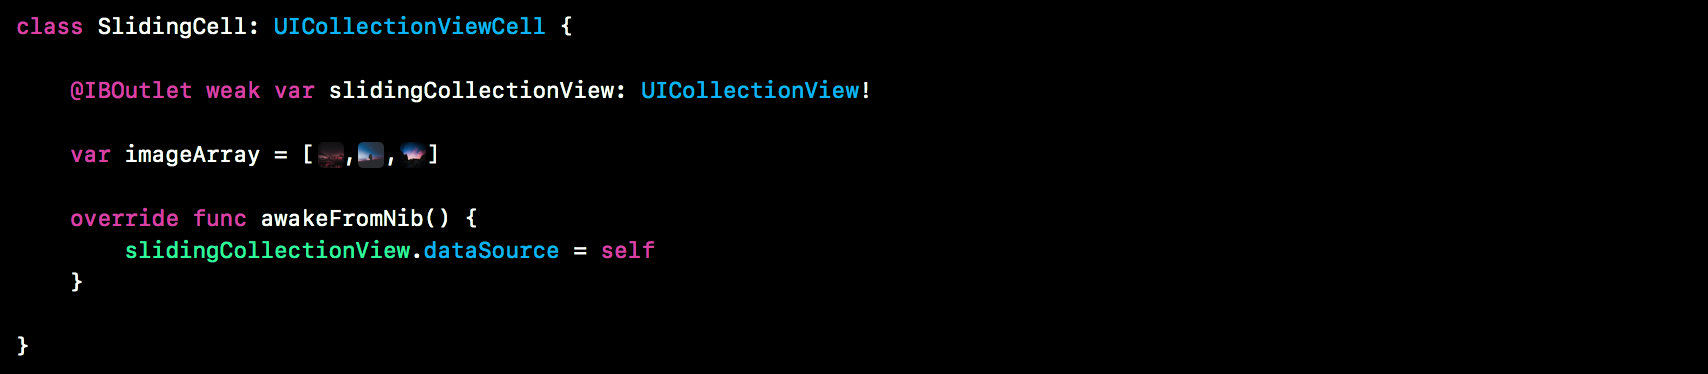 class SlidingCell: UICollectionViewCell {
@IBOutlet weak var slidingCollectionView: UICollectionView!
var imageArray = [ , , ]
override func awakeFromNib() {
slidingCollectionView.dataSource = self
}
}